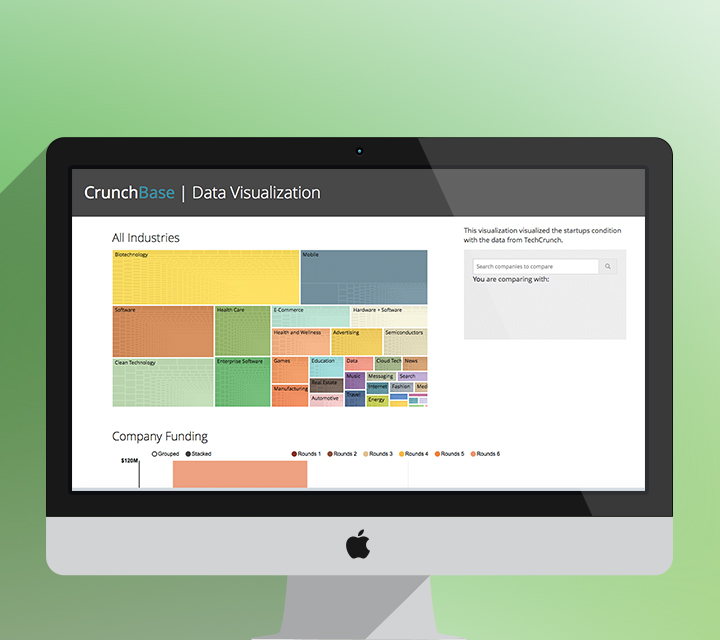 CrunchBase | Data Visualization
All Industries
This visualization visualized the startups condition
with the data from TechCrunch.
Search companies to compare
You are comparing with:
Biotechnology
Mobile
Software
Health Care
E-Commerce
Hardware + Software
Health and Wellness
Advertising
Semiconductors
Clean Technology
Enterprise Software
Games
Education
Data
Cloud Tech
News
Music
Messaging
Search
Real Estate
Manufacturing
Internet
Fashion
Med
Automotive
Travel
Energy
Company Funding
Grouped Stacked
Rounds 1 Rounds 2 Rounds 3 Rounds 4 Rounds 5 Rounds 6
$120M